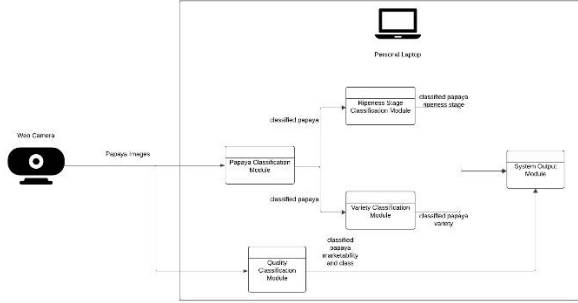 Personal Laptop
Wen Camera
Papaya Images
classified papaya
Ripeness Stage
Classification Module
classified papaya
ripeness stage
Papaya Classification
Module
System Output
Module
classified papaya
Variety Classification
Module
classified papaya
variety
Quality
Classification
Module
classified
papaya
marketability
and class